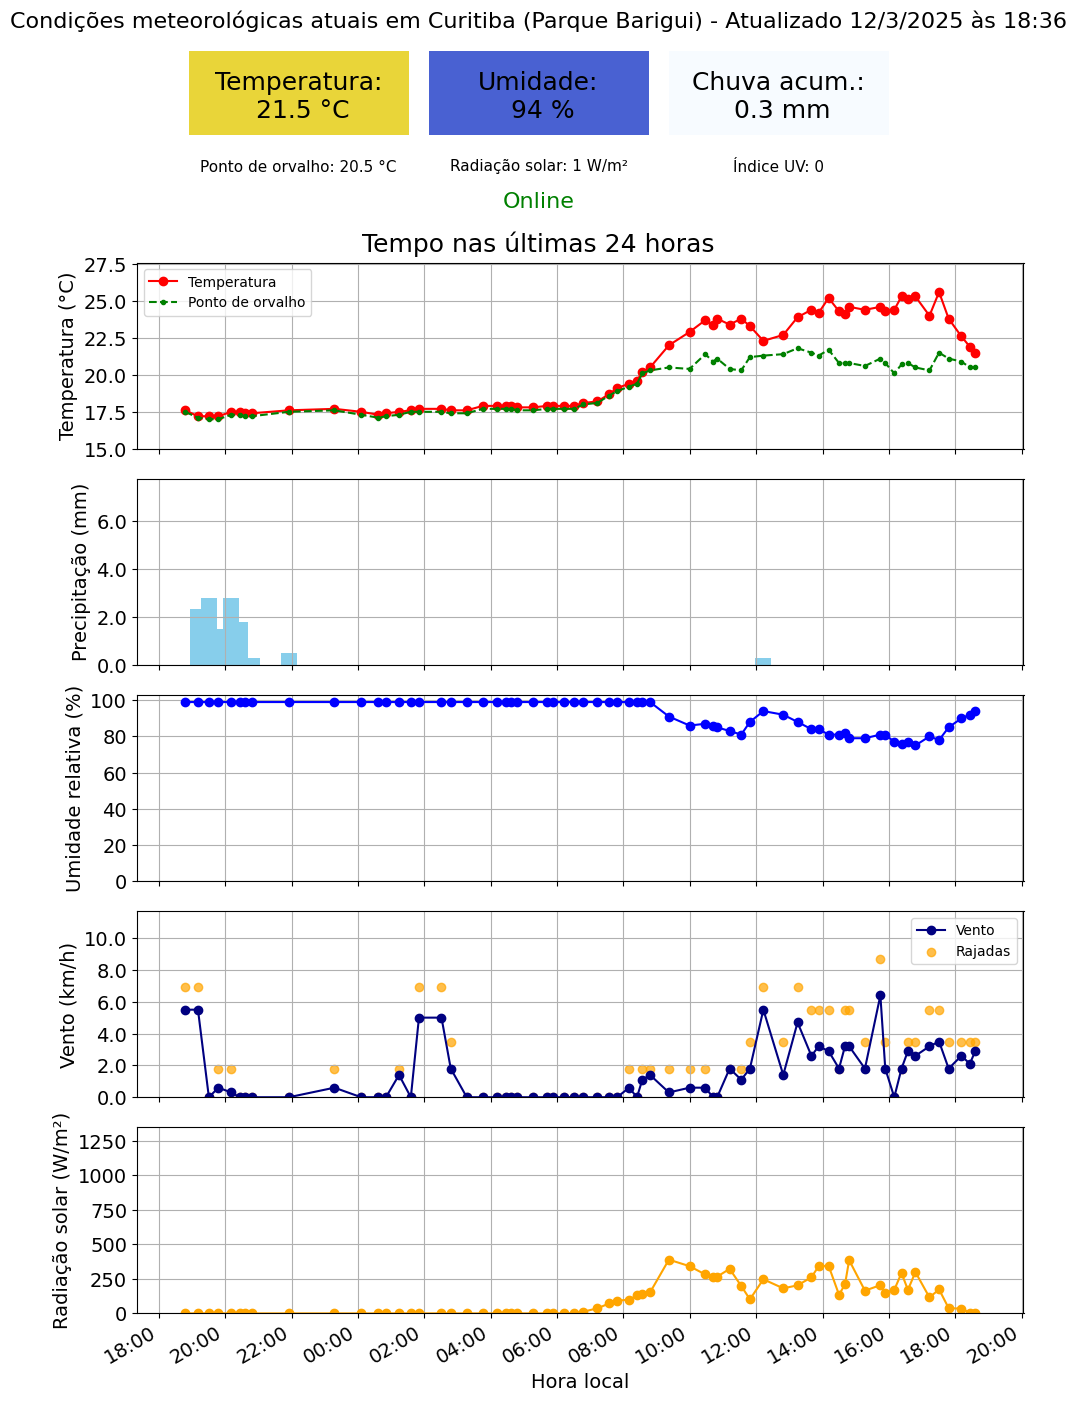 Condições meteorológicas atuais em Curitiba (Parque Barigui) - Atualizado 12/3/2025 às 18:36
Temperatura:
21.5 °C
Umidade:
94 %
Chuva acum.:
0.3 mm
Ponto de orvalho: 20.5 °C
Radiação solar: 1 W/m²
Índice UV: 0
Online
Tempo nas últimas 24 horas
Temperatura (°C)
27.5
25.0
22.5
20.0
17.5
15.0
Temperatura
Ponto de orvalho
Precipitação (mm)
6.0
4.0
2.0
0.0
Umidade relativa (%)
100
80
60
40
20
0
Vento (km/h)
10.0
8.0
6.0
4.0
2.0
0.0
Vento
Rajadas
Radiação solar (W/m²)
1250
1000
750
500
250
0
18:00
20:00
22:00
00:00
02:00
04:00
06:00
08:00
10:00
12:00
14:00
16:00
18:00
20:00
Hora local